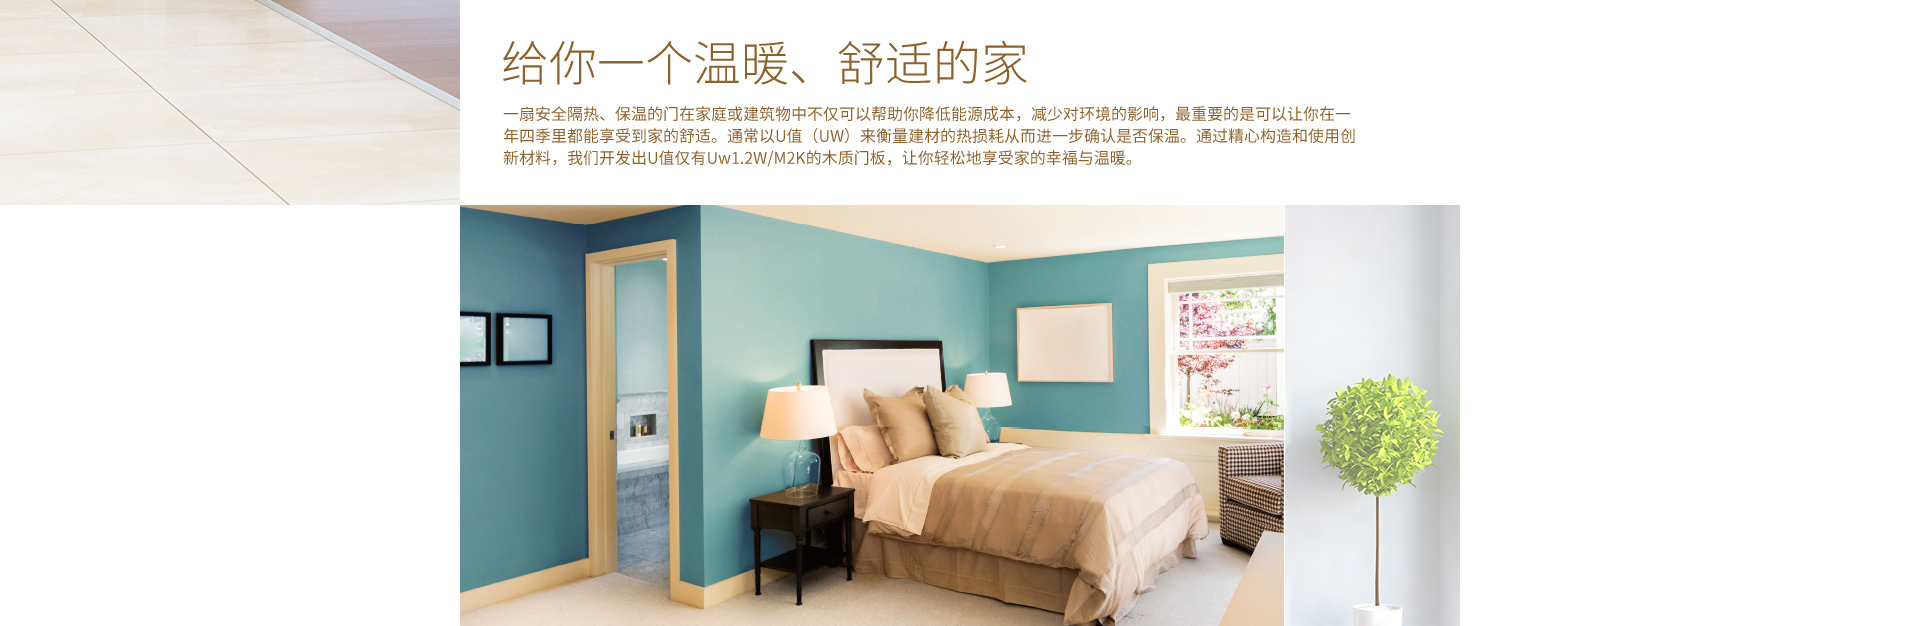 给你一个温暖、舒适的家
一扇安全隔热、保温的门在家庭或建筑物中不仅可以帮助你降低能源成本，减少对环境的影响，最重要的是可以让你在一
年四季里都能享受到家的舒适。通常以U值（UW）来衡量建材的热损耗从而进一步确认是否保温。通过精心构造和使用创
新材料，我们开发出U值仅有Uw1.2W/M2K的木质门板，让你轻松地享受家的幸福与温暖。